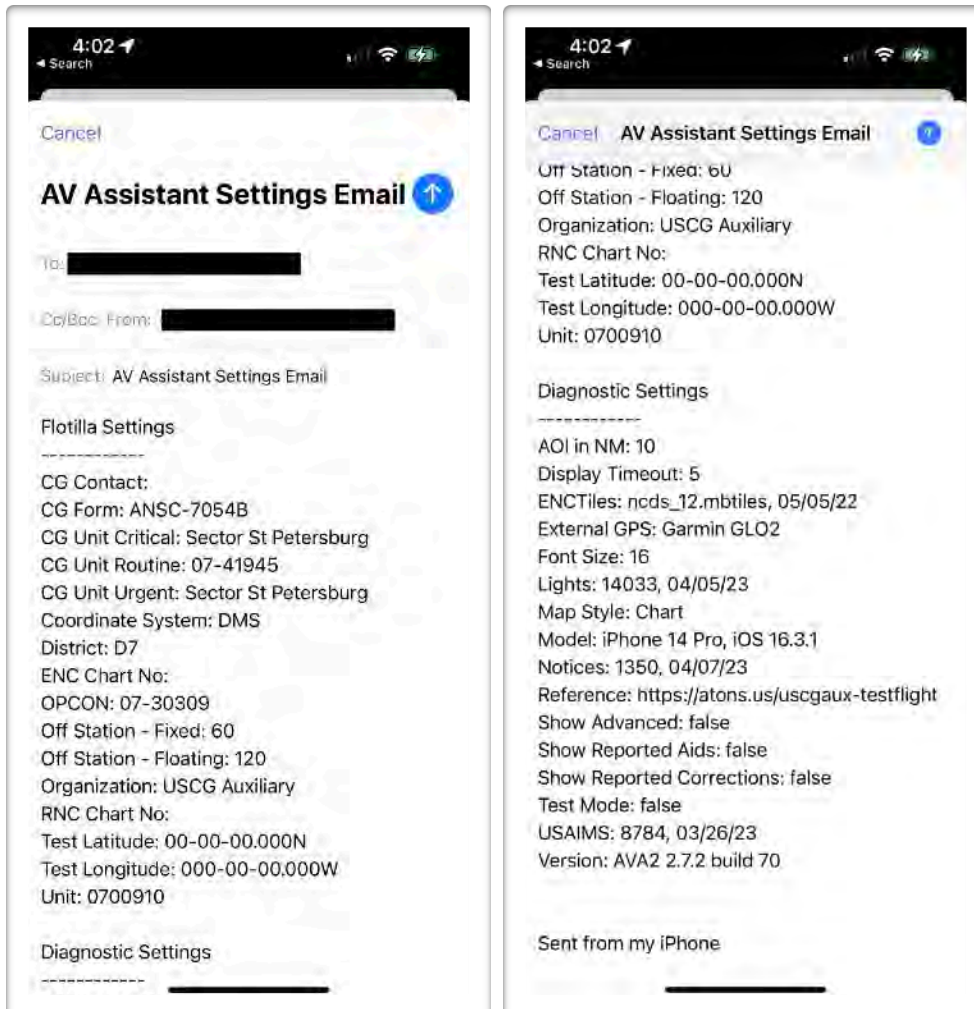 4:02
Search
Cancel
AV Assistant Settings Email
To:
Cc/Bcc, From:
Subject: AV Assistant Settings Email
Flotilla Settings
------------
CG Contact:
CG Form: ANSC-7054B
CG Unit Critical: Sector St Petersburg
CG Unit Routine: 07-41945
CG Unit Urgent: Sector St Petersburg
Coordinate System: DMS
District: D7
ENC Chart No:
OPCON: 07-30309
Off Station - Fixed: 60
Off Station - Floating: 120
Organization: USCG Auxiliary
RNC Chart No:
Test Latitude: 00-00-00.000N
Test Longitude: 000-00-00.000W
Unit: 0700910
Diagnostic Settings
------------
4:02
Search
Cancel AV Assistant Settings Email
Off Station - Fixed: 60
Off Station - Floating: 120
Organization: USCG Auxiliary
RNC Chart No:
Test Latitude: 00-00-00.000N
Test Longitude: 000-00-00.000W
Unit: 0700910
Diagnostic Settings
------------
AOI in NM: 10
Display Timeout: 5
ENCTiles: ncds_12.mbtiles, 05/05/22
External GPS: Garmin GLO2
Font Size: 16
Lights: 14033, 04/05/23
Map Style: Chart
Model: iPhone 14 Pro, iOS 16.3.1
Notices: 1350, 04/07/23
Reference: https://atons.us/uscgaux-testflight
Show Advanced: false
Show Reported Aids: false
Show Reported Corrections: false
Test Mode: false
USAIMS: 8784, 03/26/23
Version: AVA2 2.7.2 build 70
Sent from my iPhone